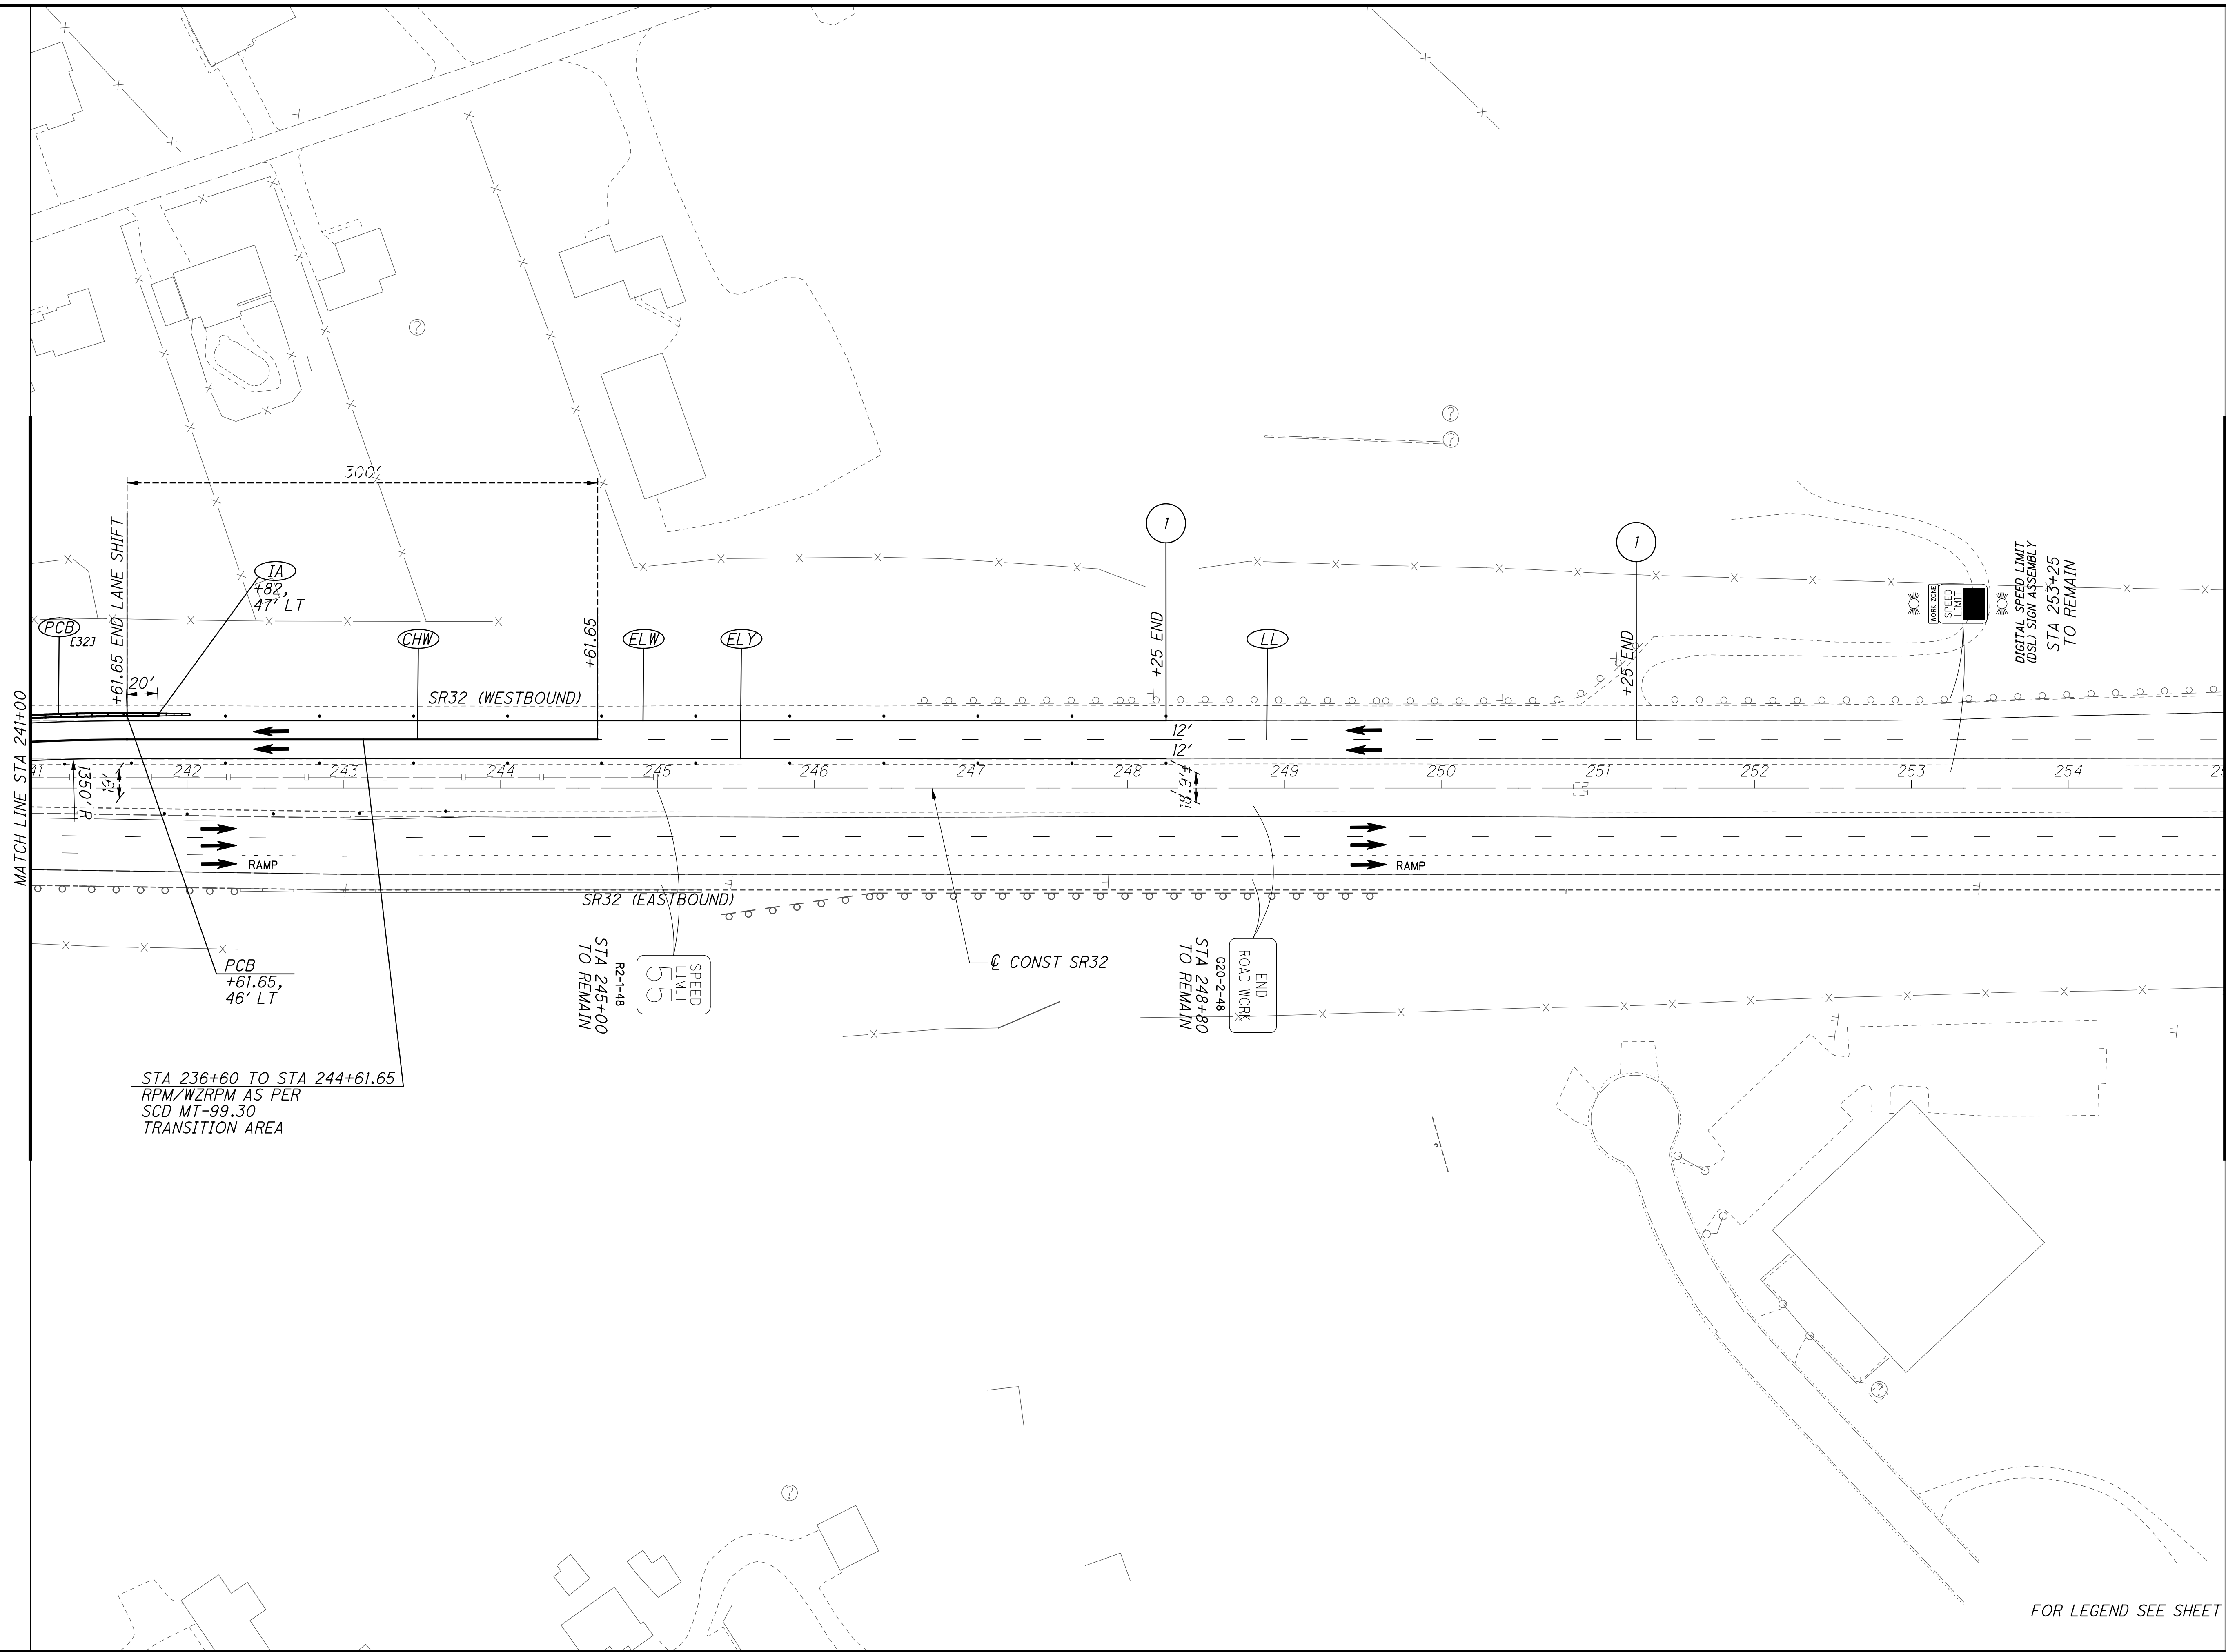 300'
+61.65 END LANE SHIFT
IA
+82,
47' LT
PCB
[32]
20'
CHW
+61.65
ELW
ELY
1
+25 END
LL
1
+25 END
WORK ZONE
SPEED
LIMIT
DIGITAL SPEED LIMIT
(DSL) SIGN ASSEMBLY
STA 253+25
TO REMAIN
SR32 (WESTBOUND)
12'
12'
MATCH LINE STA 241+00
242
243
244
245
246
247
248
249
250
251
252
253
254
1350' R
RAMP
RAMP
SR32 (EASTBOUND)
PCB
+61.65,
46' LT
SPEED
LIMIT
55
R2-1-48
STA 245+00
TO REMAIN
℄ CONST SR32
END
ROAD WORK
G20-2-48
STA 248+80
TO REMAIN
STA 236+60 TO STA 244+61.65
RPM/WZRPM AS PER
SCD MT-99.30
TRANSITION AREA
?
?
?
?
?
?
FOR LEGEND SEE SHEET